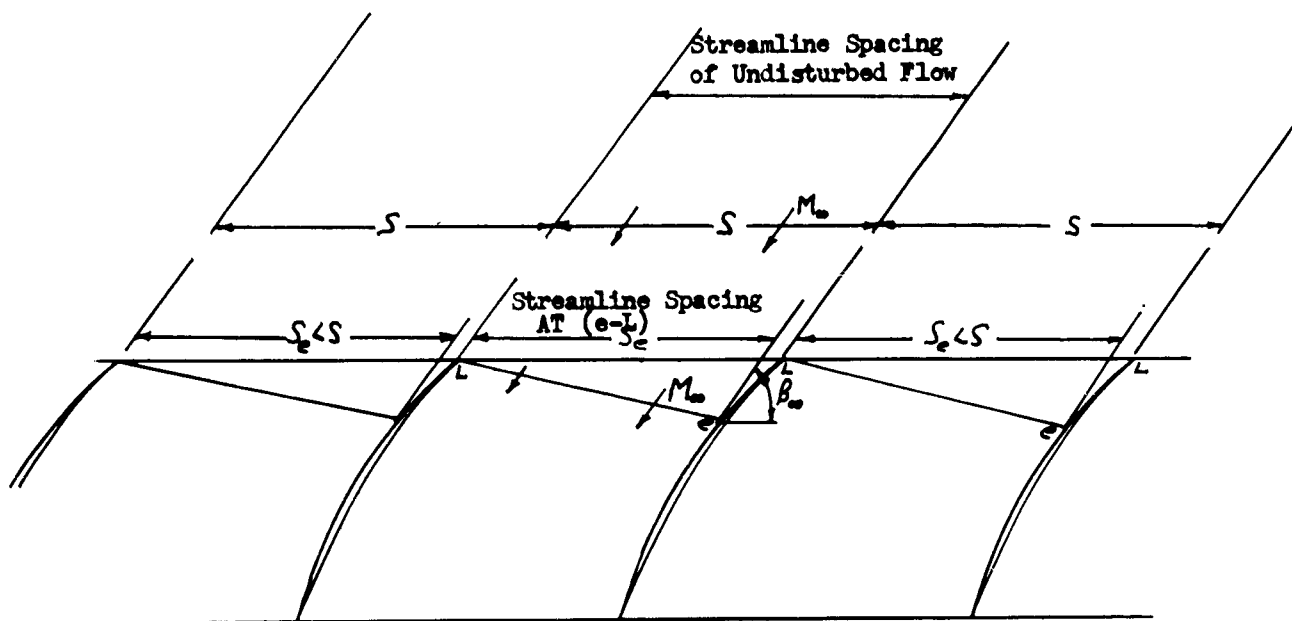 Streamline Spacing
of Undisturbed Flow
S
S
M∞
S
Streamline Spacing
AT (e-L)
Se < S
Se
Se < S
L
L
L
M∞
β∞
e
e